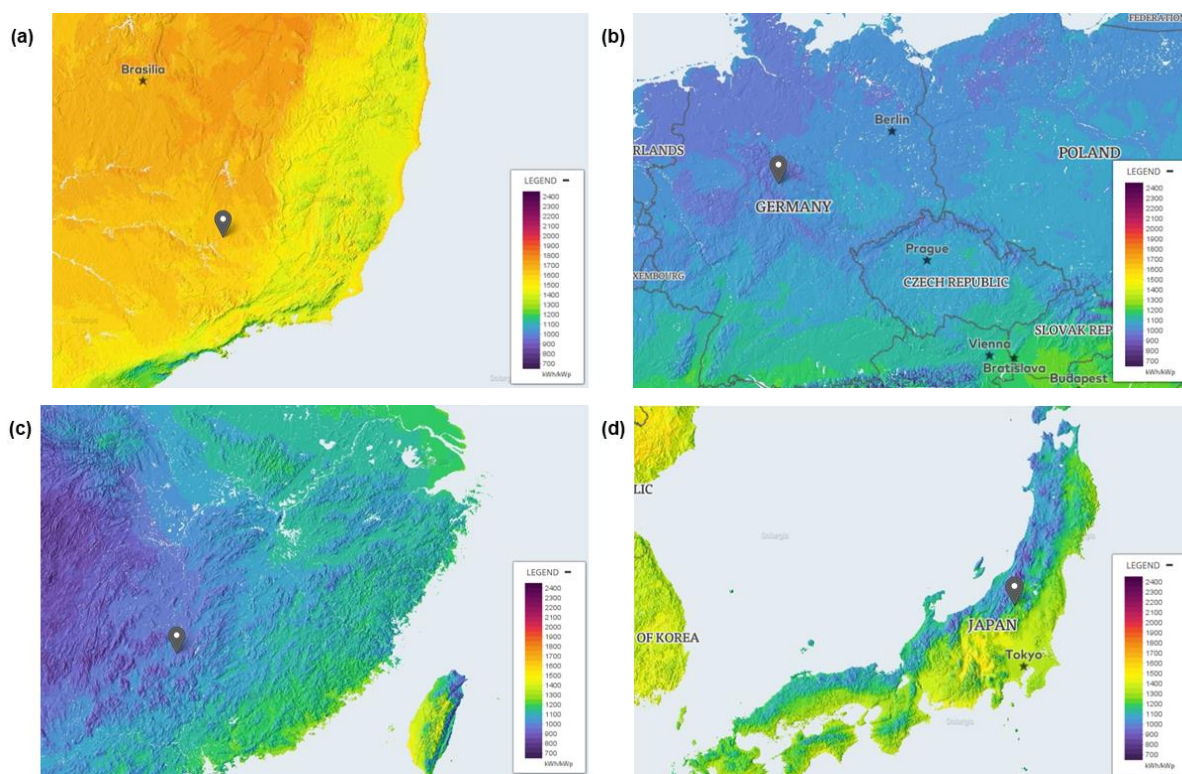 (a)
Brasilia
Solargis
Solargis
LEGEND –
2400
2300
2200
2100
2000
1900
1800
1700
1600
1500
1400
1300
1200
1100
1000
900
800
700
kWh/kWp
(b)
FEDERATION
Berlin
RLANDS
POLAND
GERMANY
Prague
XEMBOURG
CZECH REPUBLIC
SLOVAK REP
Vienna
Bratislava
Budapest
LEGEND –
2400
2300
2200
2100
2000
1900
1800
1700
1600
1500
1400
1300
1200
1100
1000
900
800
700
kWh/kWp
(c)
LEGEND –
2400
2300
2200
2100
2000
1900
1800
1700
1600
1500
1400
1300
1200
1100
1000
900
800
700
kWh/kWp
(d)
LIC
Solargis
OF KOREA
JAPAN
Tokyo
Solargis
LEGEND –
2400
2300
2200
2100
2000
1900
1800
1700
1600
1500
1400
1300
1200
1100
1000
900
800
700
kWh/kWp